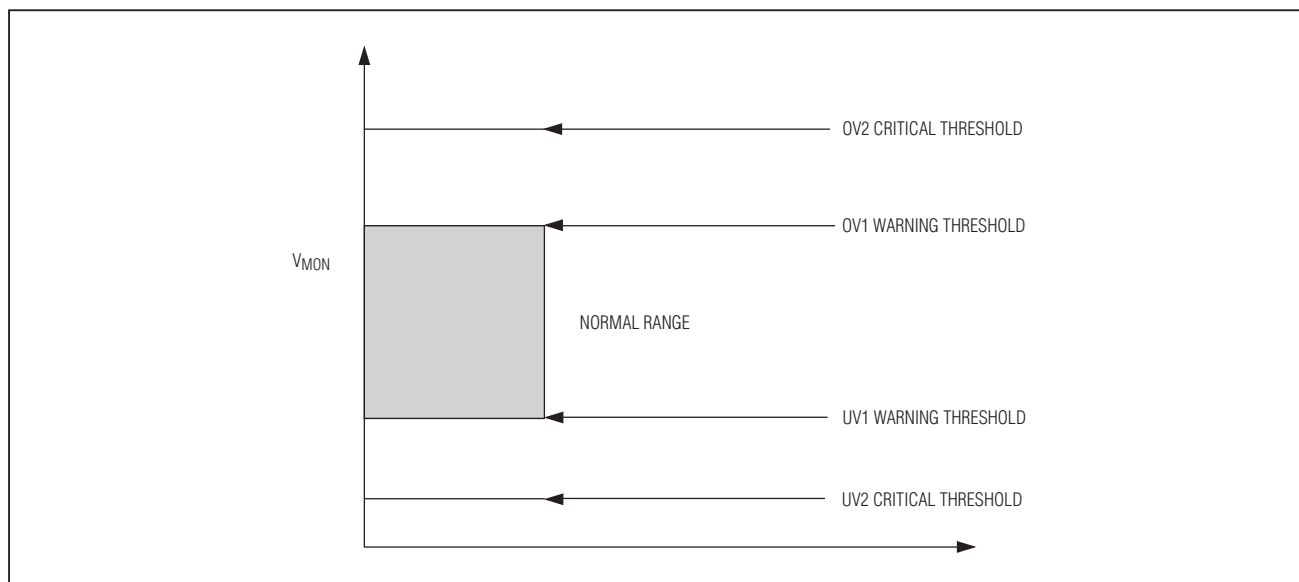 OV2 CRITICAL THRESHOLD
OV1 WARNING THRESHOLD
VMON
NORMAL RANGE
UV1 WARNING THRESHOLD
UV2 CRITICAL THRESHOLD